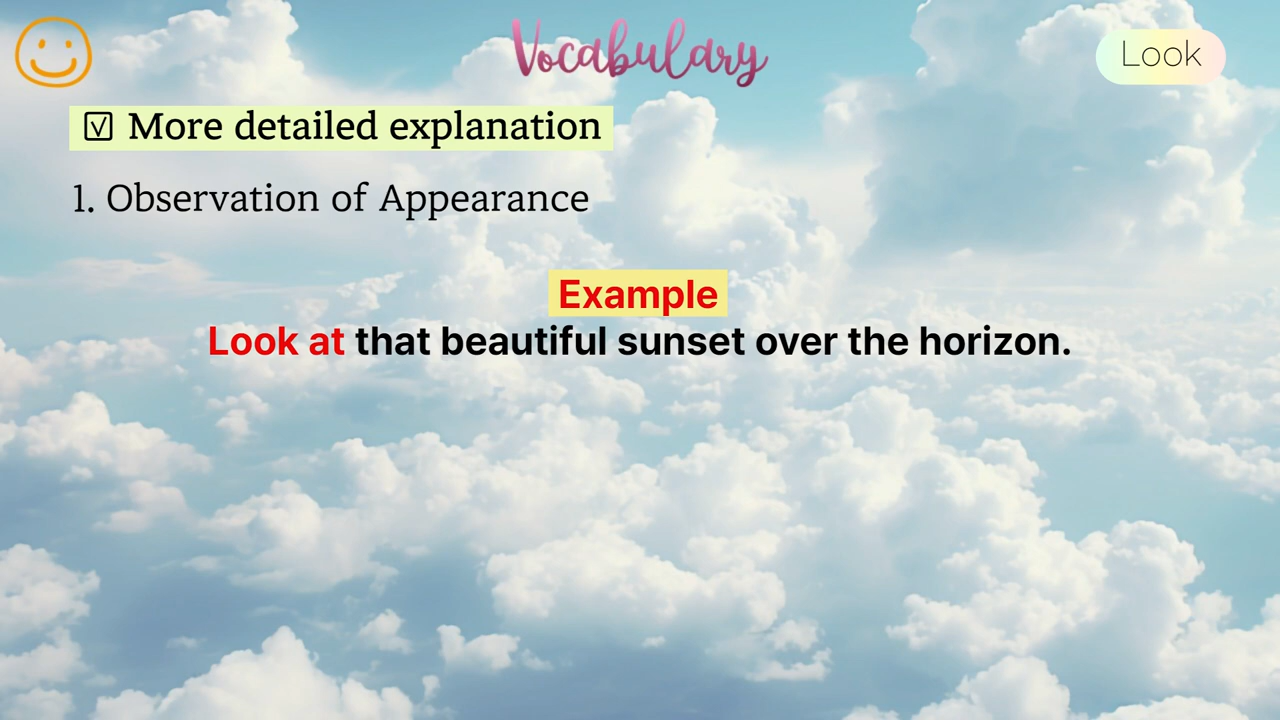 Vocabulary
Look
☑ More detailed explanation
1. Observation of Appearance
Example
Look at that beautiful sunset over the horizon.